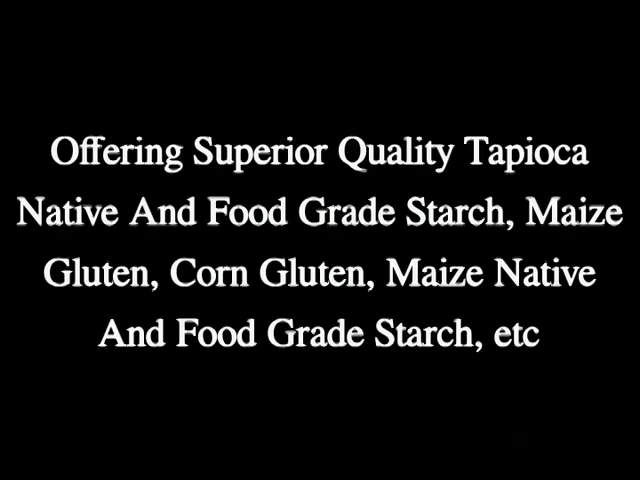 Offering Superior Quality Tapioca
Native And Food Grade Starch, Maize
Gluten, Corn Gluten, Maize Native
And Food Grade Starch, etc